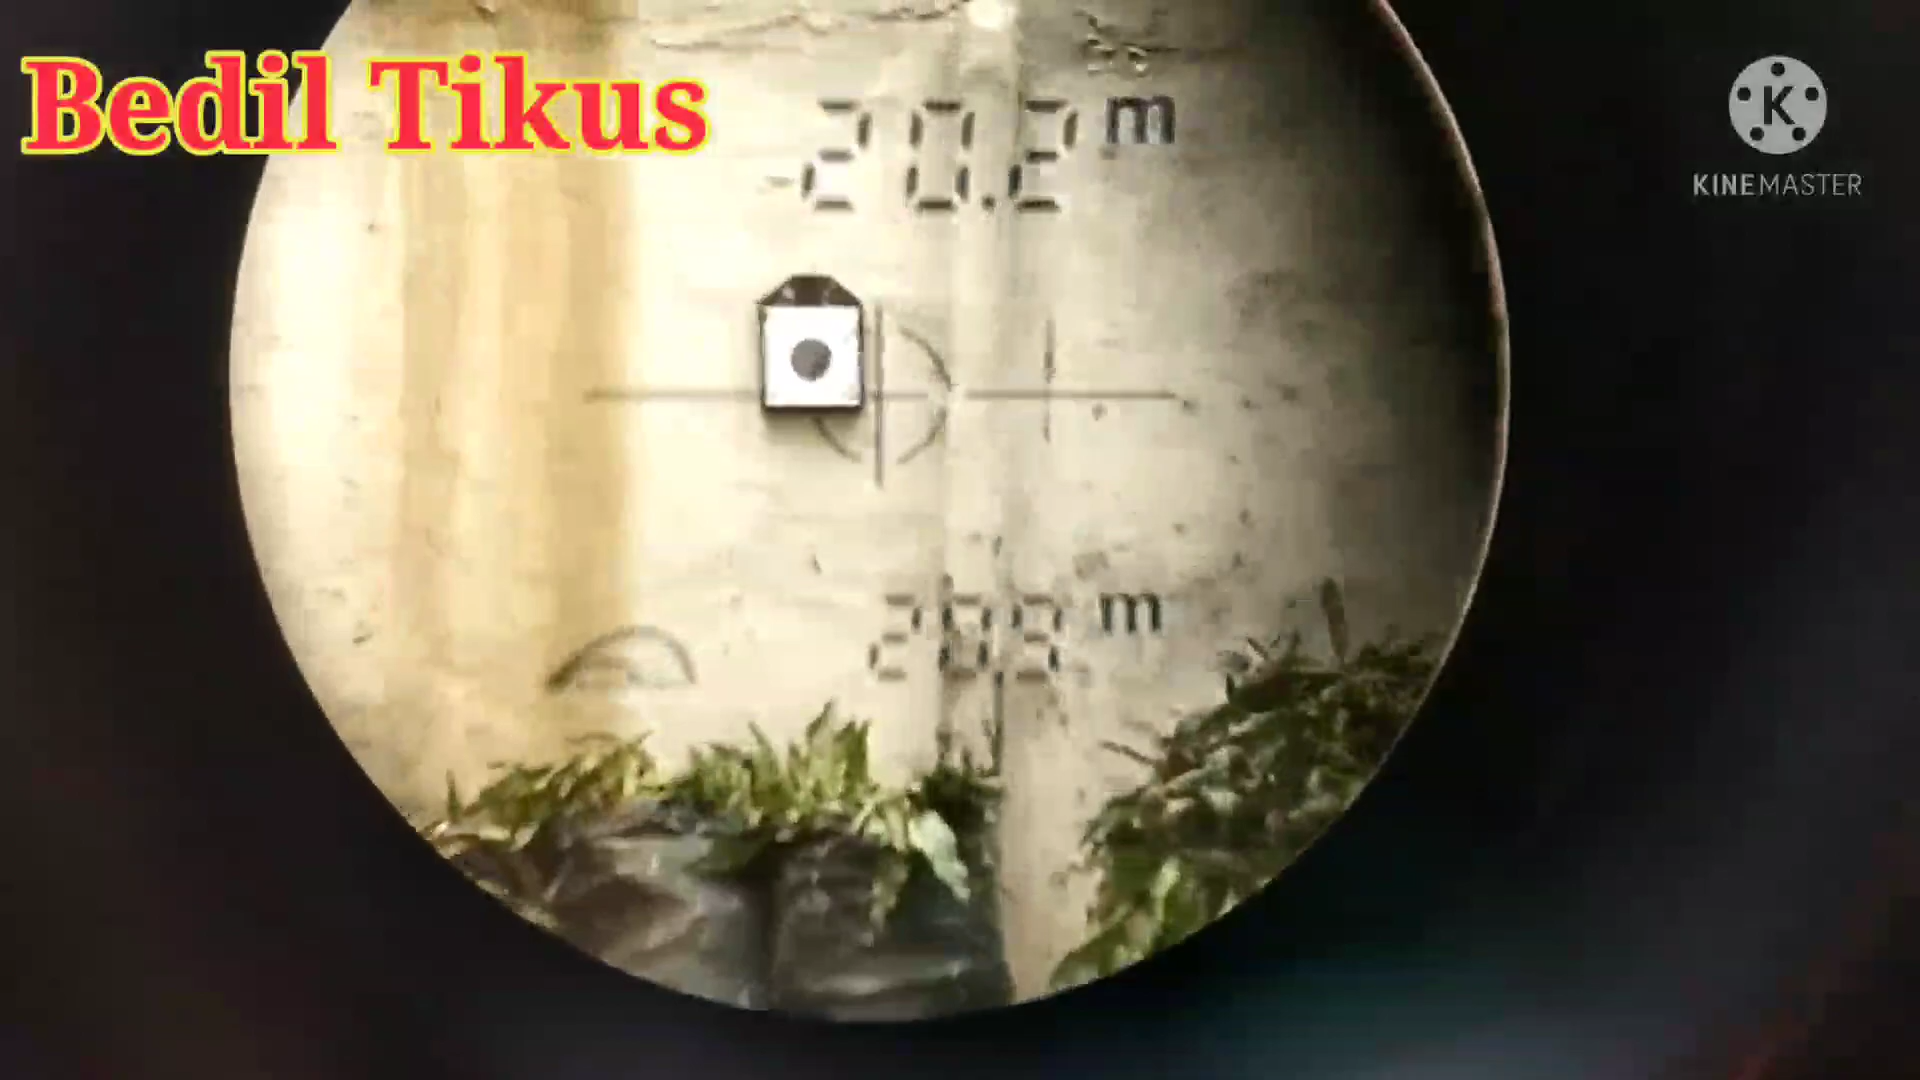 Bedil Tikus
K
KINEMASTER
20.2 m
m